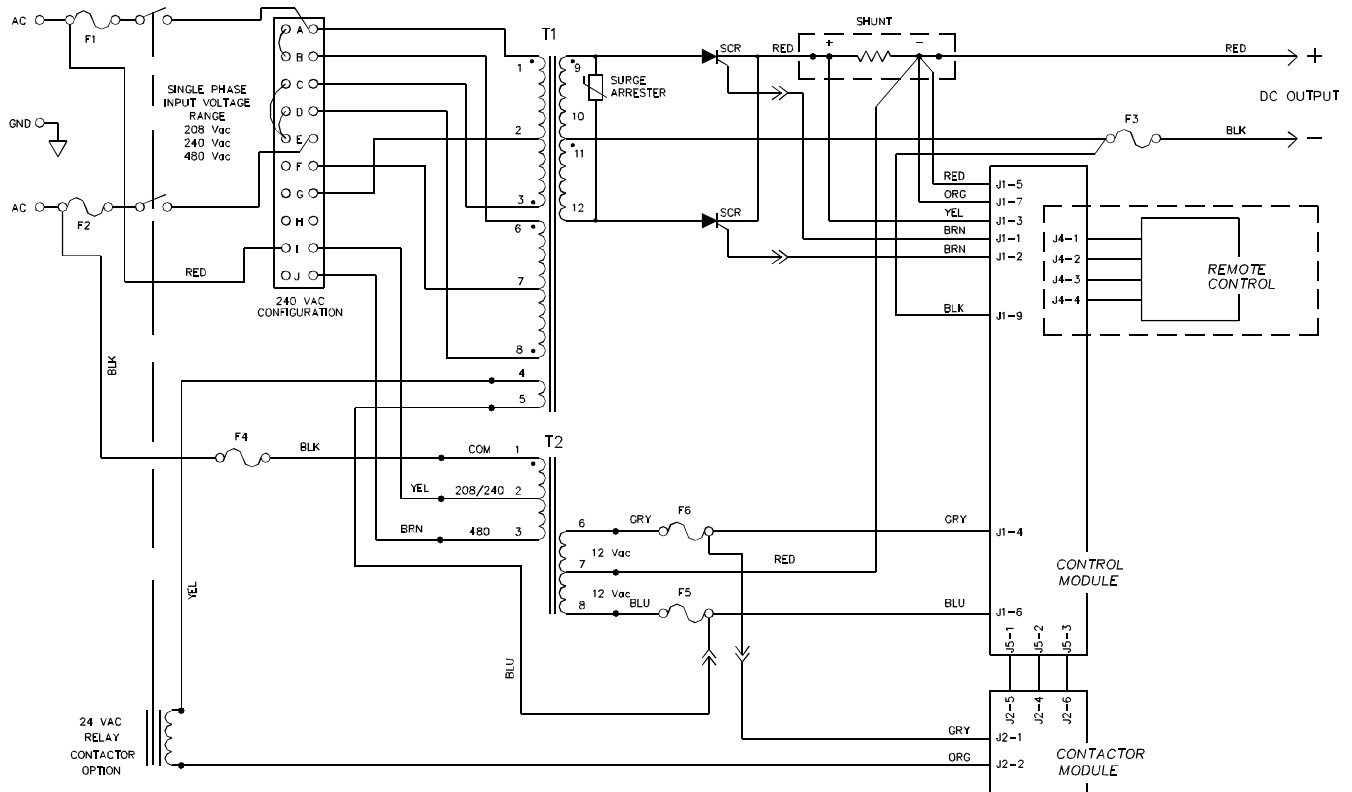 AC
F1
GND
AC
F2
SINGLE PHASE
INPUT VOLTAGE
RANGE
208 Vac
240 Vac
480 Vac
A
B
C
D
E
F
G
H
I
J
240 VAC
CONFIGURATION
RED
BLK
YEL
F4
BLK
T1
1
2
3
6
7
8
4
5
9
10
11
12
SURGE
ARRESTER
SCR
SCR
RED
SHUNT
+
−
RED
+
DC OUTPUT
F3
BLK
−
RED
ORG
YEL
BRN
BRN
BLK
J1-5
J1-7
J1-3
J1-1
J1-2
J1-9
J4-1
J4-2
J4-3
J4-4
REMOTE
CONTROL
T2
COM
1
YEL
208/240
2
BRN
480
3
6
GRY
F6
12 Vac
7
RED
12 Vac
8
BLU
F5
GRY
J1-4
BLU
J1-6
CONTROL
MODULE
J5-1
J5-2
J5-3
J2-5
J2-4
J2-6
BLU
24 VAC
RELAY
CONTACTOR
OPTION
GRY
J2-1
ORG
J2-2
CONTACTOR
MODULE